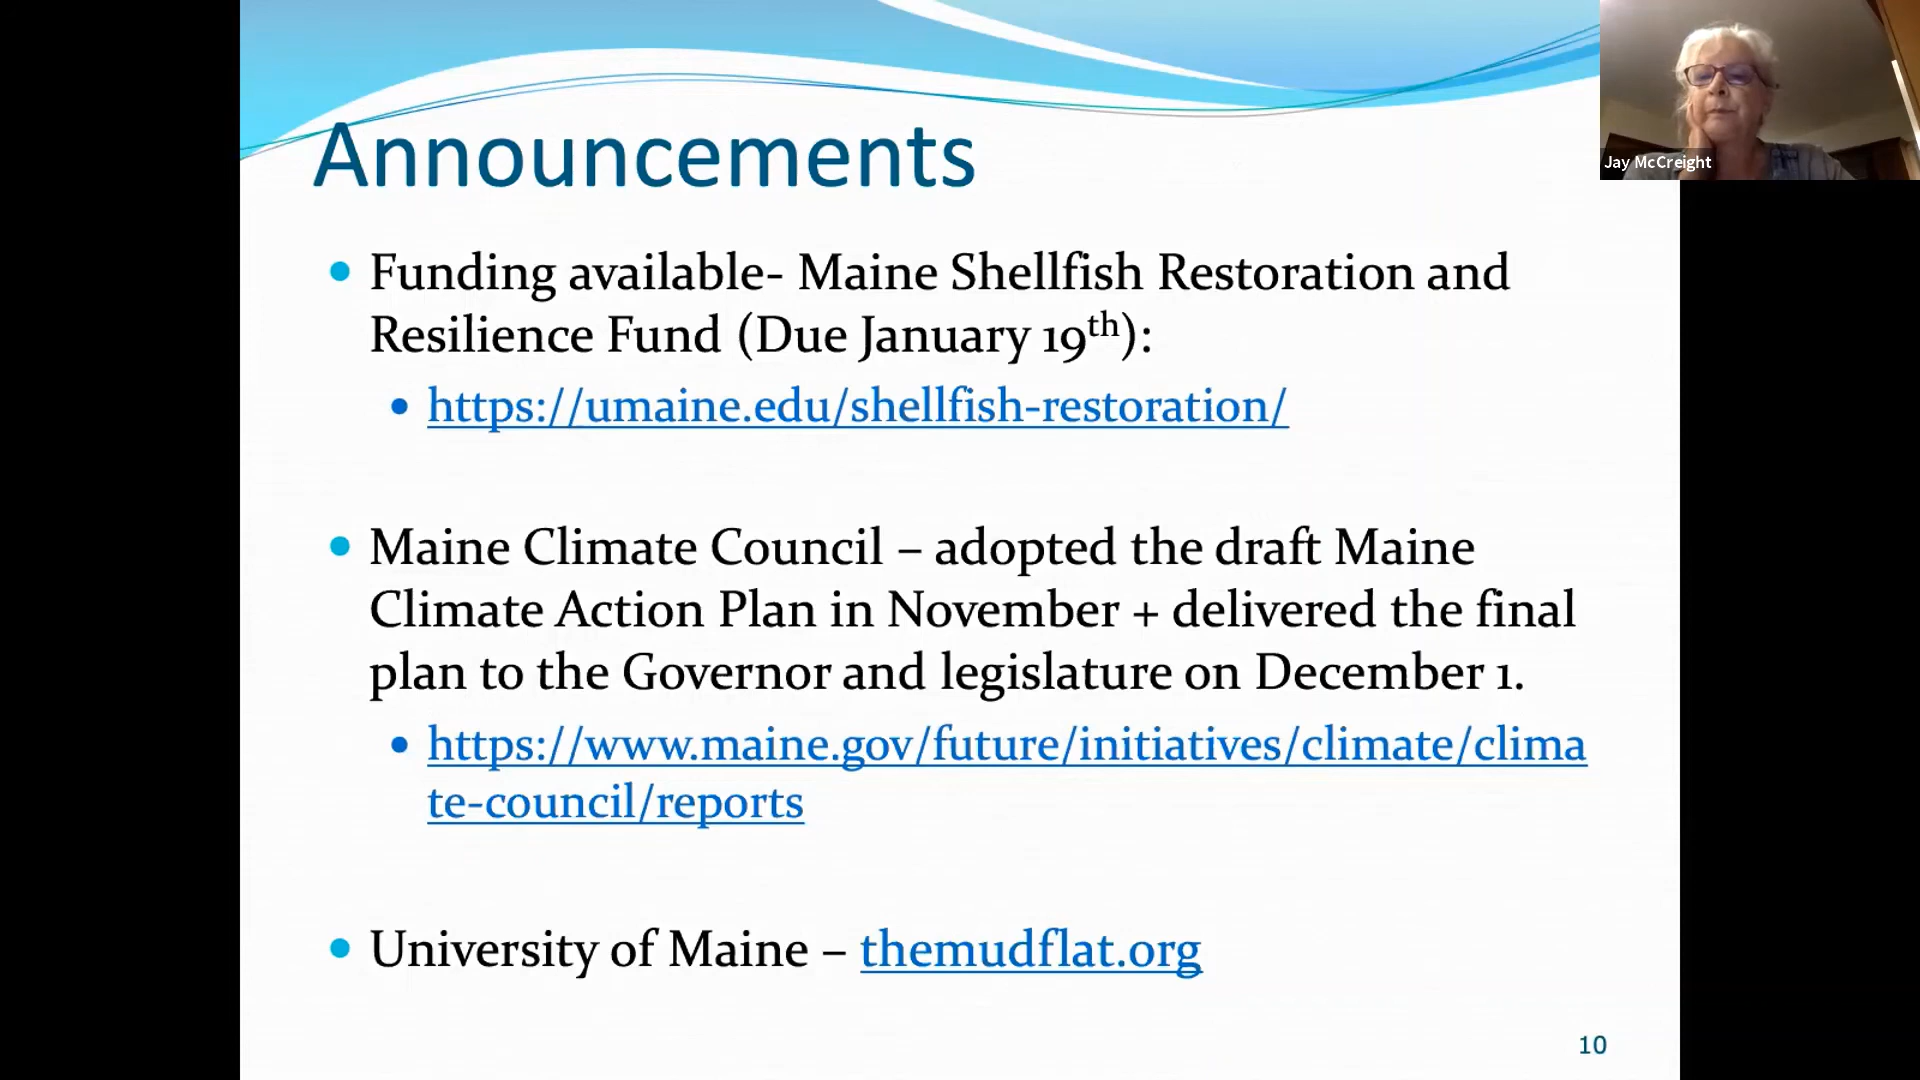 Announcements
Jay McCreight
• Funding available- Maine Shellfish Restoration and
Resilience Fund (Due January 19th):
• https://umaine.edu/shellfish-restoration/
• Maine Climate Council – adopted the draft Maine
Climate Action Plan in November + delivered the final
plan to the Governor and legislature on December 1.
• https://www.maine.gov/future/initiatives/climate/clima
te-council/reports
• University of Maine – themudflat.org
10